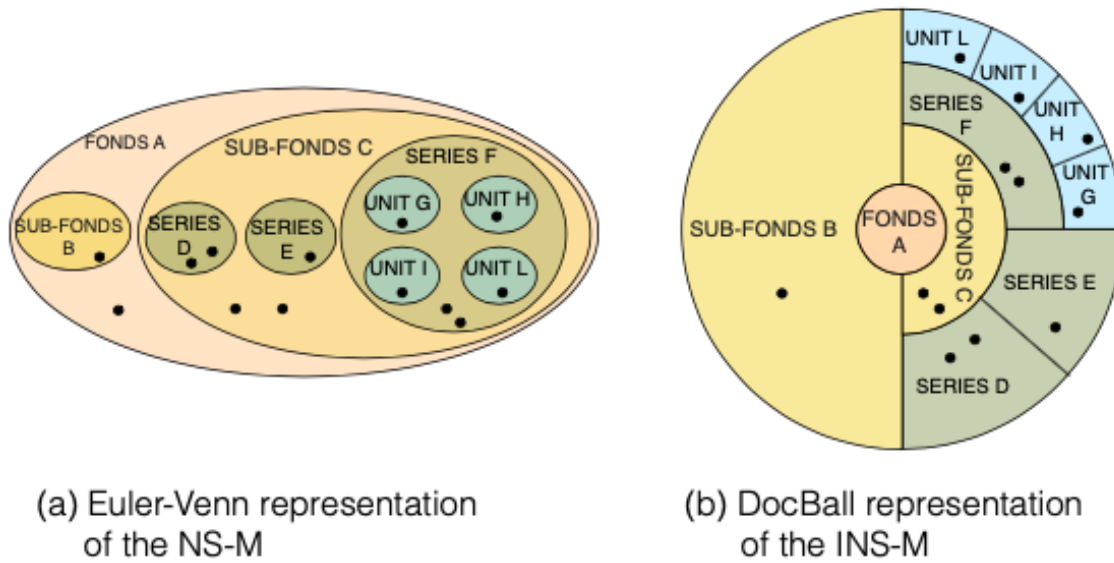 FONDS A
SUB-FONDS C
SERIES F
UNIT G
UNIT H
SUB-FONDS
B
SERIES
D
SERIES
E
UNIT I
UNIT L
(a) Euler-Venn representation
of the NS-M
UNIT L
UNIT I
UNIT
H
UNIT
G
SERIES
F
SUB-FONDS C
FONDS
A
SUB-FONDS B
SERIES E
SERIES D
(b) DocBall representation
of the INS-M